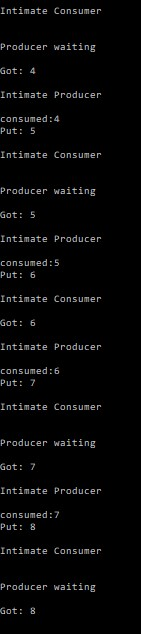 Intimate Consumer
Producer waiting
Got: 4
Intimate Producer
consumed:4
Put: 5
Intimate Consumer
Producer waiting
Got: 5
Intimate Producer
consumed:5
Put: 6
Intimate Consumer
Got: 6
Intimate Producer
consumed:6
Put: 7
Intimate Consumer
Producer waiting
Got: 7
Intimate Producer
consumed:7
Put: 8
Intimate Consumer
Producer waiting
Got: 8